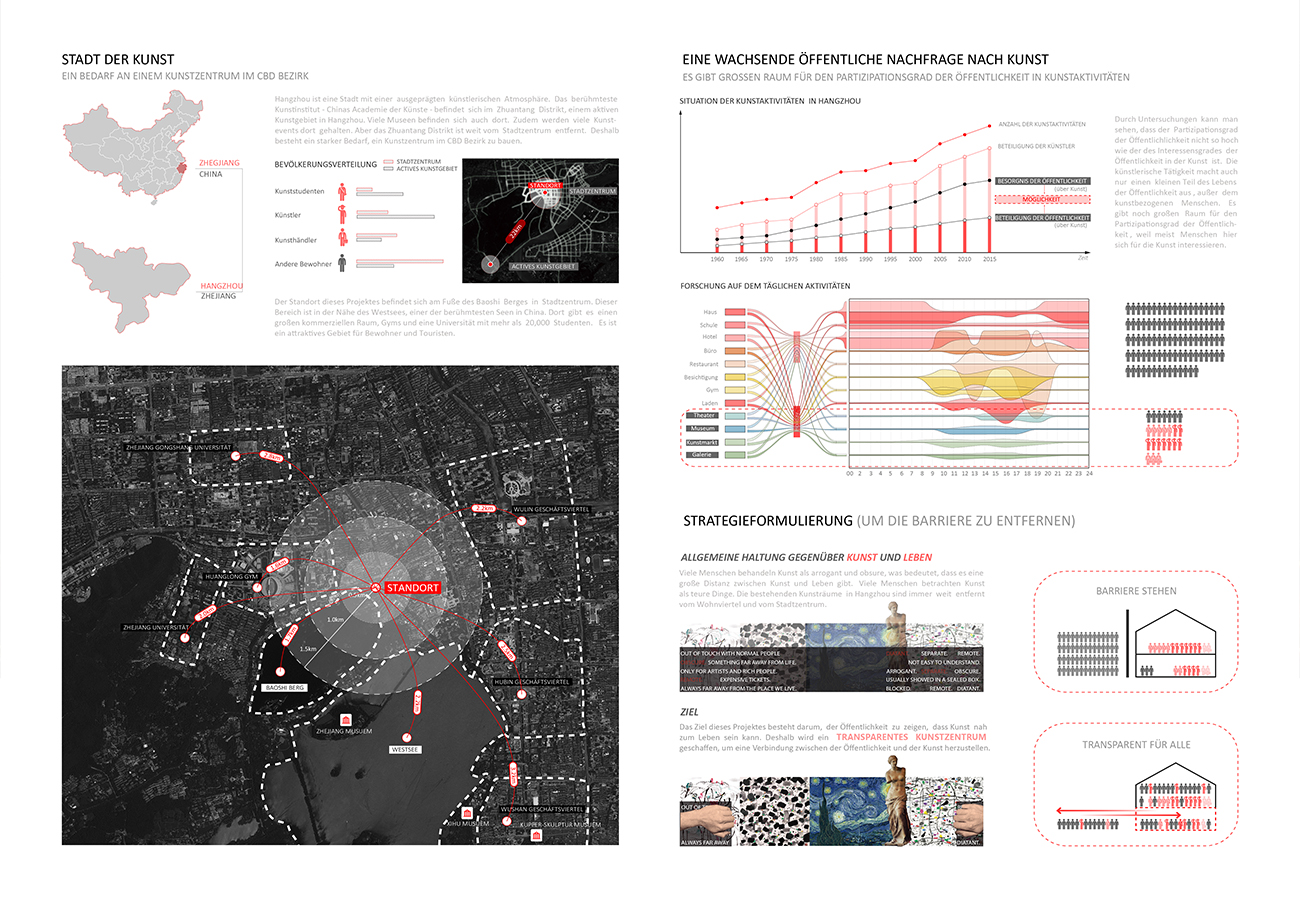 STADT DER KUNST
EIN BEDARF AN EINEM KUNSTZENTRUM IM CBD BEZIRK
ZHEGJIANG
CHINA
HANGZHOU
ZHEJIANG
Hangzhou ist eine Stadt mit einer ausgeprägten künstlerischen Atmosphäre. Das berühmteste
Kunstinstitut - Chinas Academie der Künste - befindet sich im Zhuantang Distrikt, einem aktiven
Kunstgebiet in Hangzhou. Viele Museen befinden sich auch dort. Zudem werden viele Kunst-
events dort gehalten. Aber das Zhuantang Distrikt ist weit vom Stadtzentrum entfernt. Deshalb
besteht ein starker Bedarf, ein Kunstzentrum im CBD Bezirk zu bauen.
BEVÖLKERUNGSVERTEILUNG
STADTZENTRUM
ACTIVES KUNSTGEBIET
Kunststudenten
Künstler
Kunsthändler
Andere Bewohner
STANDORT
STADTZENTRUM
22km
ACTIVES KUNSTGEBIET
Der Standort dieses Projektes befindet sich am Fuße des Baoshi Berges in Stadtzentrum. Dieser
Bereich ist in der Nähe des Westsees, einer der berühmtesten Seen in China. Dort gibt es einen
großen kommerziellen Raum, Gyms und eine Universität mit mehr als 20,000 Studenten. Es ist
ein attraktives Gebiet für Bewohner und Touristen.
ZHEJIANG GONGSHANG UNIVERSITÄT
2.2km
WULIN GESCHÄFTSVIERTEL
HUANGLONG GYM
STANDORT
1.0km
1.5km
ZHEJIANG UNIVERSITÄT
BAOSHI BERG
HUBIN GESCHÄFTSVIERTEL
ZHEJIANG MUSUEM
WESTSEE
WUSHAN GESCHÄFTSVIERTEL
XIHU MUSUEM
KUPPER-SKULPTUR MUSUEM
EINE WACHSENDE ÖFFENTLICHE NACHFRAGE NACH KUNST
ES GIBT GROSSEN RAUM FÜR DEN PARTIZIPATIONSGRAD DER ÖFFENTLICHKEIT IN KUNSTAKTIVITÄTEN
SITUATION DER KUNSTAKTIVITÄTEN IN HANGZHOU
ANZAHL DER KUNSTAKTIVITÄTEN
BETEILIGUNG DER KÜNSTLER
BESORGNIS DER ÖFFENTLICHKEIT
(über Kunst)
MÖGLICHKEIT
BETEILIGUNG DER ÖFFENTLICHKEIT
(über Kunst)
1960 1965 1970 1975 1980 1985 1990 1995 2000 2005 2010 2015
Zeit
Durch Untersuchungen kann man
sehen, dass der Partizipationsgrad
der Öffentlichlichkeit nicht so hoch
wie der des Interessensgrades der
Öffentlichkeit in der Kunst ist. Die
künstlerische Tätigkeit macht auch
nur einen kleinen Teil des Lebens
der Öffentlichkeit aus , außer dem
kunstbezogenen Menschen. Es
gibt noch großen Raum für den
Partizipationsgrad der Öffentlich-
keit , weil meist Menschen hier
sich für die Kunst interessieren.
FORSCHUNG AUF DEM TÄGLICHEN AKTIVITÄTEN
Haus
Schule
Hotel
Büro
Restaurant
Besichtigung
Gym
Laden
Theater
Museum
Kunstmarkt
Galerie
00 2 3 4 5 6 7 8 9 10 11 12 13 14 15 16 17 18 19 20 21 22 23 24
STRATEGIEFORMULIERUNG (UM DIE BARRIERE ZU ENTFERNEN)
ALLGEMEINE HALTUNG GEGENÜBER KUNST UND LEBEN
Viele Menschen behandeln Kunst als arrogant und obsure, was bedeutet, dass es eine
große Distanz zwischen Kunst und Leben gibt. Viele Menschen betrachten Kunst
als teure Dinge. Die bestehenden Kunsträume in Hangzhou sind immer weit entfernt
vom Wohnviertel und vom Stadtzentrum.
OUT OF TOUCH WITH NORMAL PEOPLE
SOMETHING FAR AWAY FROM LIFE.
ONLY FOR ARTISTS AND RICH PEOPLE.
EXPENSIVE TICKETS.
ALWAYS FAR AWAY FROM THE PLACE WE LIVE.
SEPARATE. REMOTE.
NOT EASY TO UNDERSTAND.
ARROGANT. OBSCURE.
USUALLY SHOWED IN A SEALED BOX.
BLOCKED. REMOTE. DIATANT.
BARRIERE STEHEN
ZIEL
Das Ziel dieses Projektes besteht darum, der Öffentlichkeit zu zeigen, dass Kunst nah
zum Leben sein kann. Deshalb wird ein TRANSPARENTES KUNSTZENTRUM
geschaffen, um eine Verbindung zwischen der Öffentlichkeit und der Kunst herzustellen.
OUT OF
ALWAYS FAR AWAY
DIATANT.
TRANSPARENT FÜR ALLE